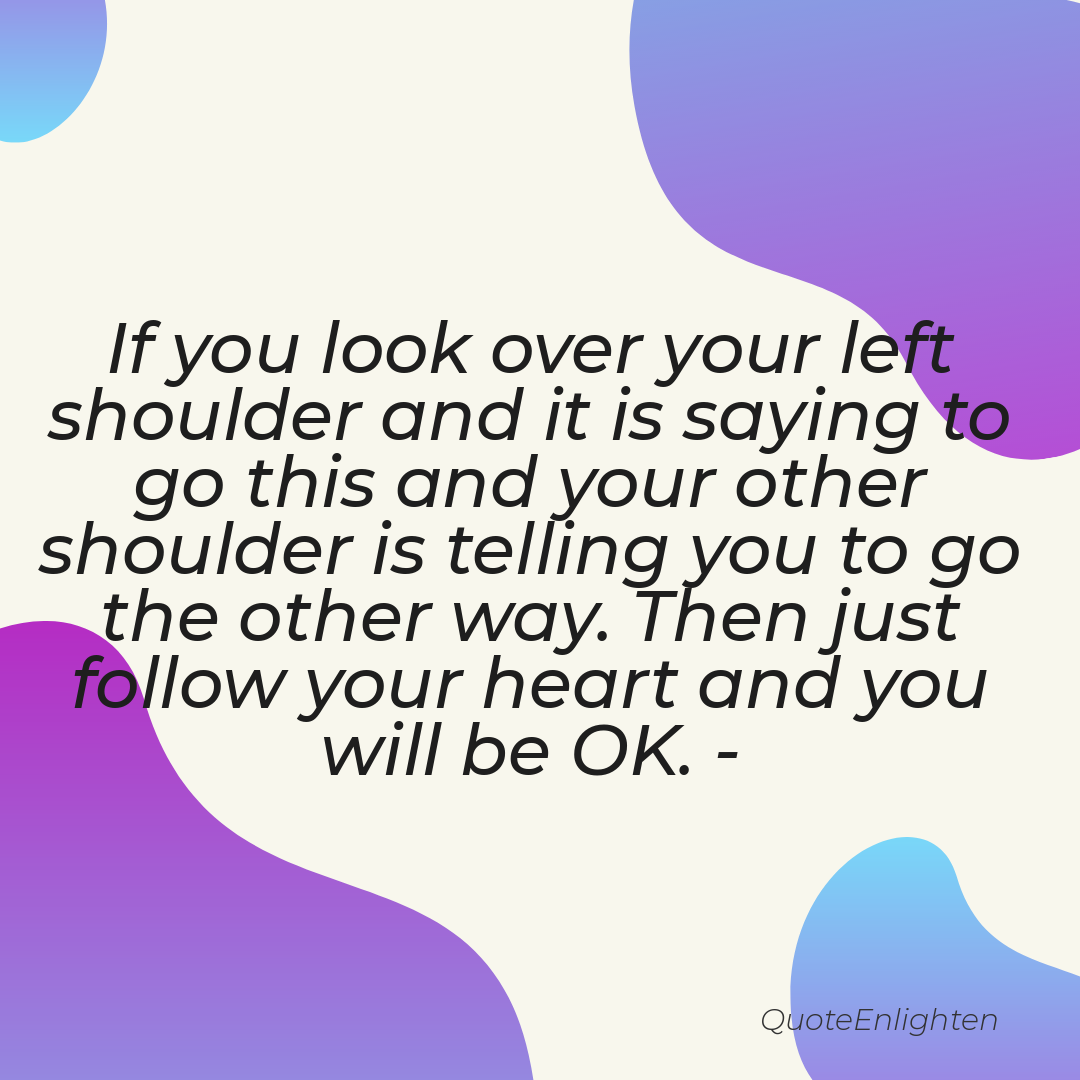 If you look over your left
shoulder and it is saying to
go this and your other
shoulder is telling you to go
the other way. Then just
follow your heart and you
will be OK. -
QuoteEnlighten